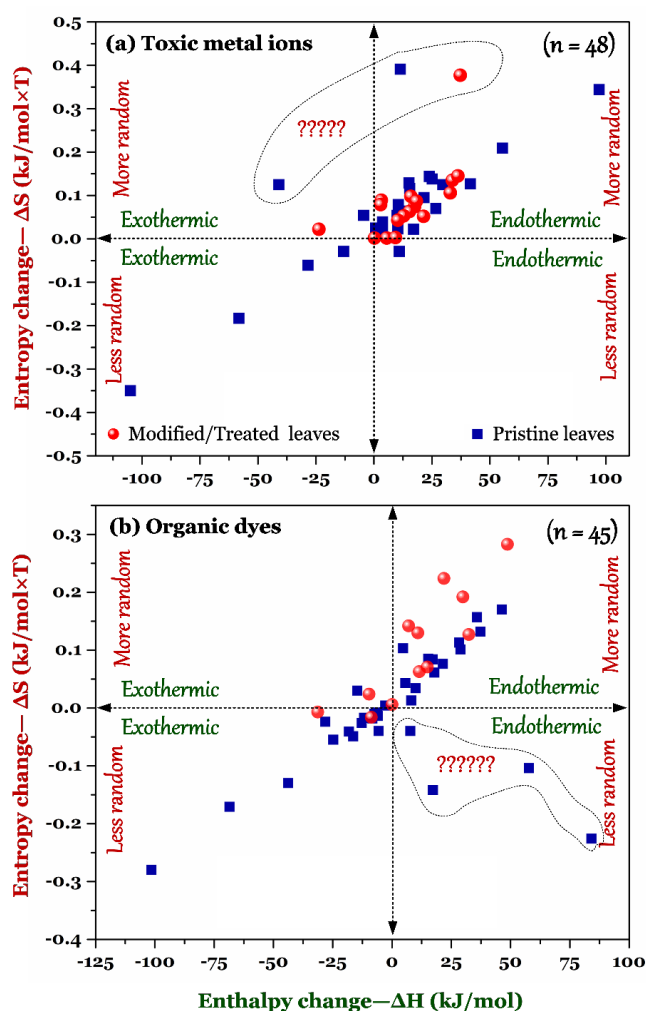 (a) Toxic metal ions
(n = 48)
0.5
0.4
0.3
0.2
0.1
0.0
-0.1
-0.2
-0.3
-0.4
-0.5
Entropy change— ΔS (kJ/mol×T)
More random
Less random
?????
More random
Less random
Exothermic
Endothermic
Exothermic
Endothermic
Modified/Treated leaves
Pristine leaves
-100 -75 -50 -25 0 25 50 75 100
(b) Organic dyes
(n = 45)
0.3
0.2
0.1
0.0
-0.1
-0.2
-0.3
-0.4
Entropy change— ΔS (kJ/mol×T)
More random
Less random
More random
Less random
Exothermic
Endothermic
Exothermic
Endothermic
??????
-125 -100 -75 -50 -25 0 25 50 75 100
Enthalpy change—ΔH (kJ/mol)